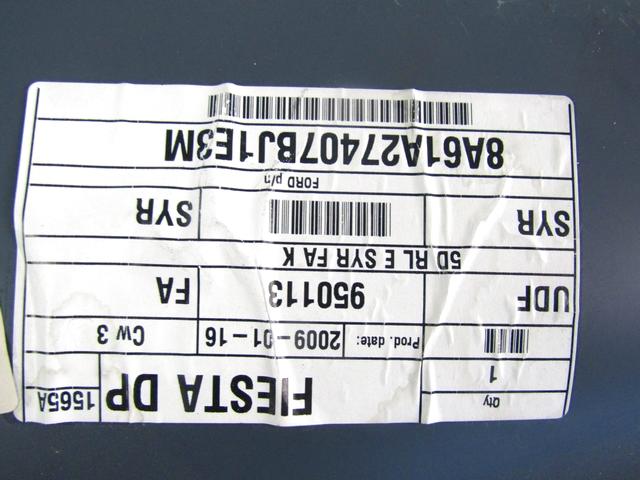 Qty
1
FIESTA DP
1565A
Prod. date:
2009-01-16
Cw 3
UDF
950113
FA
5D RL E SYR FA K
SYR
SYR
FORD p/n
8A61A27407BJ1E3M